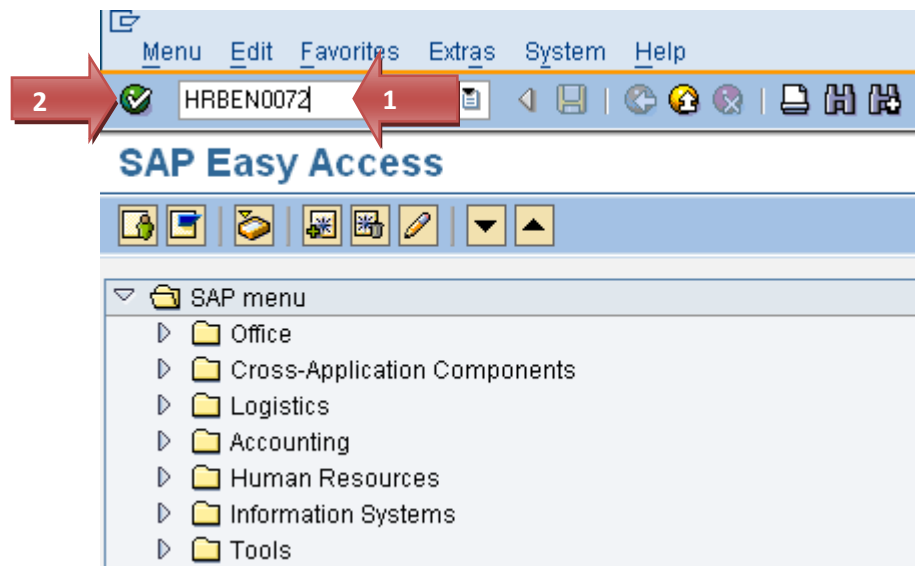 Menu Edit Favorites Extras System Help
2 HRBEN0072 1
SAP Easy Access
SAP menu
Office
Cross-Application Components
Logistics
Accounting
Human Resources
Information Systems
Tools